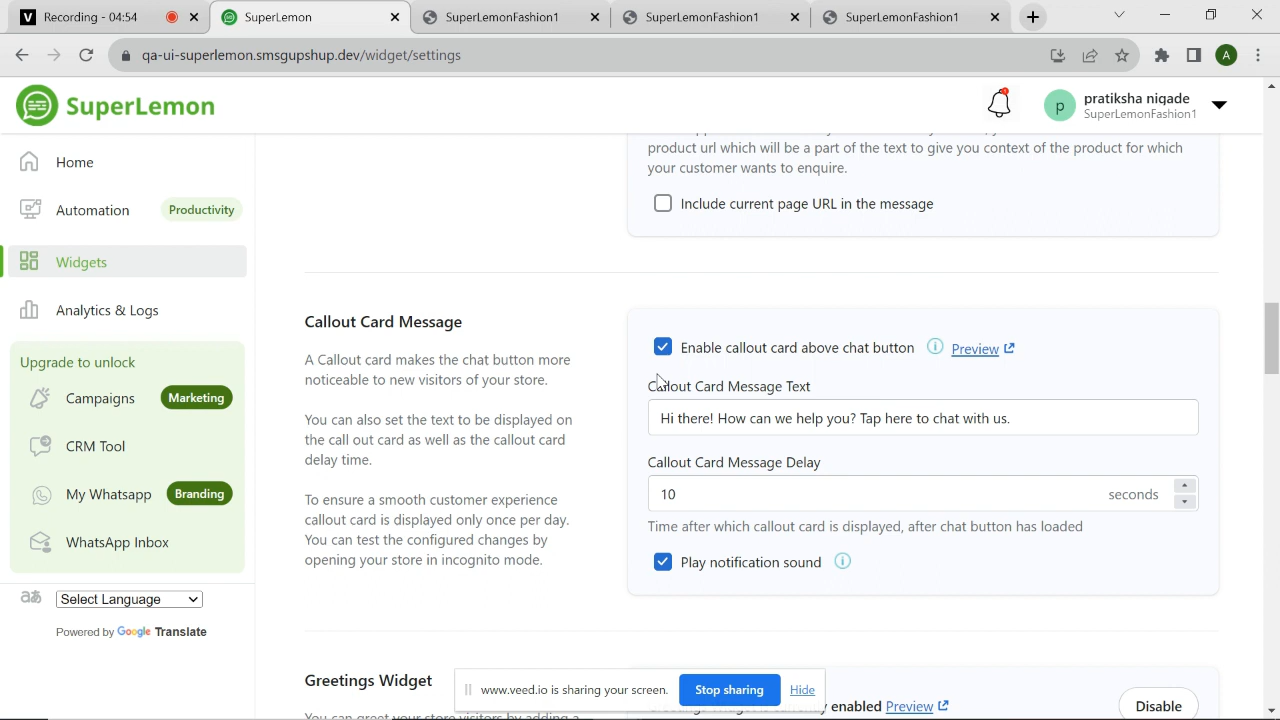 V Recording - 04:54
SuperLemon
SuperLemonFashion1
SuperLemonFashion1
SuperLemonFashion1
qa-ui-superlemon.smsgupshup.dev/widget/settings
A
SuperLemon
p
pratiksha nigade
SuperLemonFashion1
Home
Automation Productivity
Widgets
Analytics & Logs
Upgrade to unlock
Campaigns Marketing
CRM Tool
My Whatsapp Branding
WhatsApp Inbox
Select Language
Powered by Google Translate
product url which will be a part of the text to give you context of the product for which
your customer wants to enquire.
Include current page URL in the message
Callout Card Message
A Callout card makes the chat button more
noticeable to new visitors of your store.
You can also set the text to be displayed on
the call out card as well as the callout card
delay time.
To ensure a smooth customer experience
callout card is displayed only once per day.
You can test the configured changes by
opening your store in incognito mode.
Enable callout card above chat button Preview
Callout Card Message Text
Hi there! How can we help you? Tap here to chat with us.
Callout Card Message Delay
10 seconds
Time after which callout card is displayed, after chat button has loaded
Play notification sound
Greetings Widget
You can greet your store visitors by adding a
enabled Preview
Disable
www.veed.io is sharing your screen. Stop sharing Hide